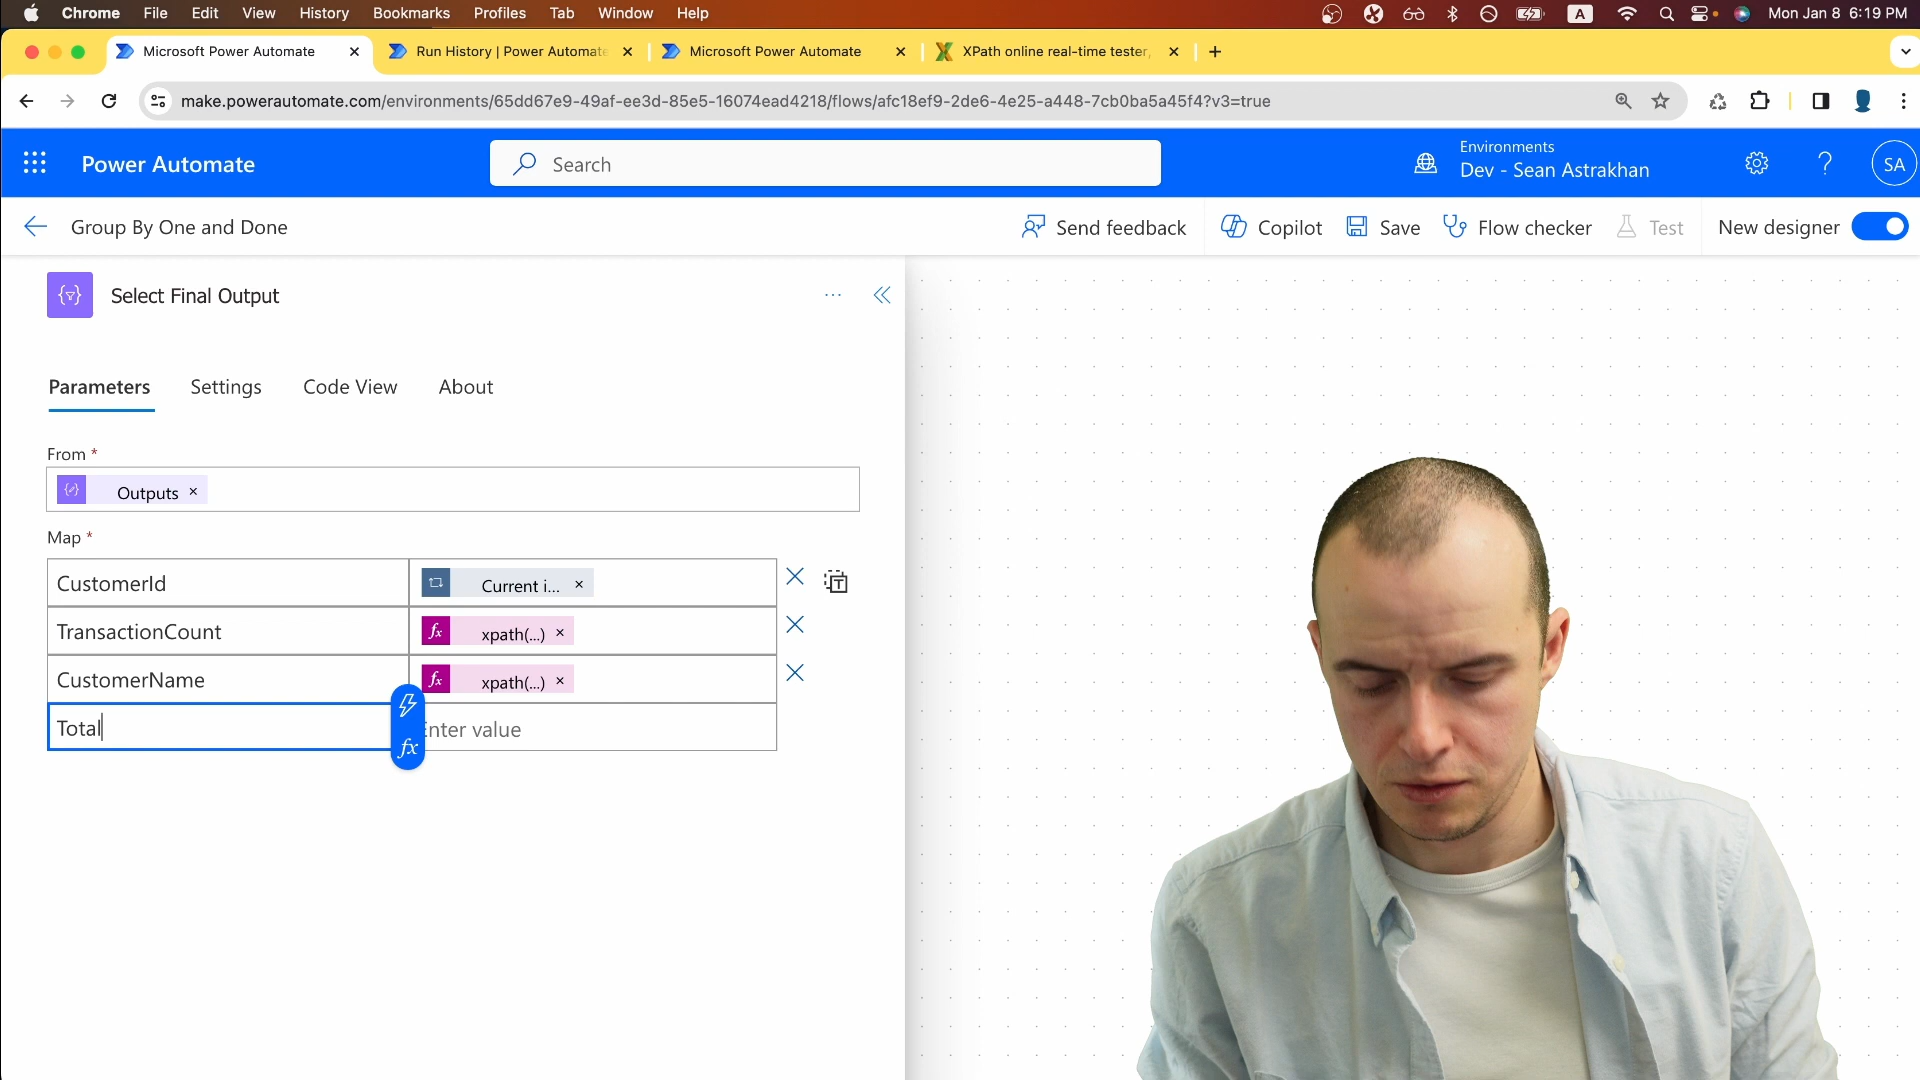 Chrome File Edit View History Bookmarks Profiles Tab Window Help A Mon Jan 8 6:19 PM
Microsoft Power Automate Run History | Power Automate Microsoft Power Automate XPath online real-time tester,
make.powerautomate.com/environments/65dd67e9-49af-ee3d-85e5-16074ead4218/flows/afc18ef9-2de6-4e25-a448-7cb0ba5a45f4?v3=true
Power Automate Search Environments
Dev - Sean Astrakhan ? SA
Group By One and Done Send feedback Copilot Save Flow checker Test New designer
Select Final Output
Parameters Settings Code View About
From *
Outputs ×
Map *
CustomerId Current i... ×
TransactionCount fx xpath(...) ×
CustomerName fx xpath(...) ×
Total fx Enter value